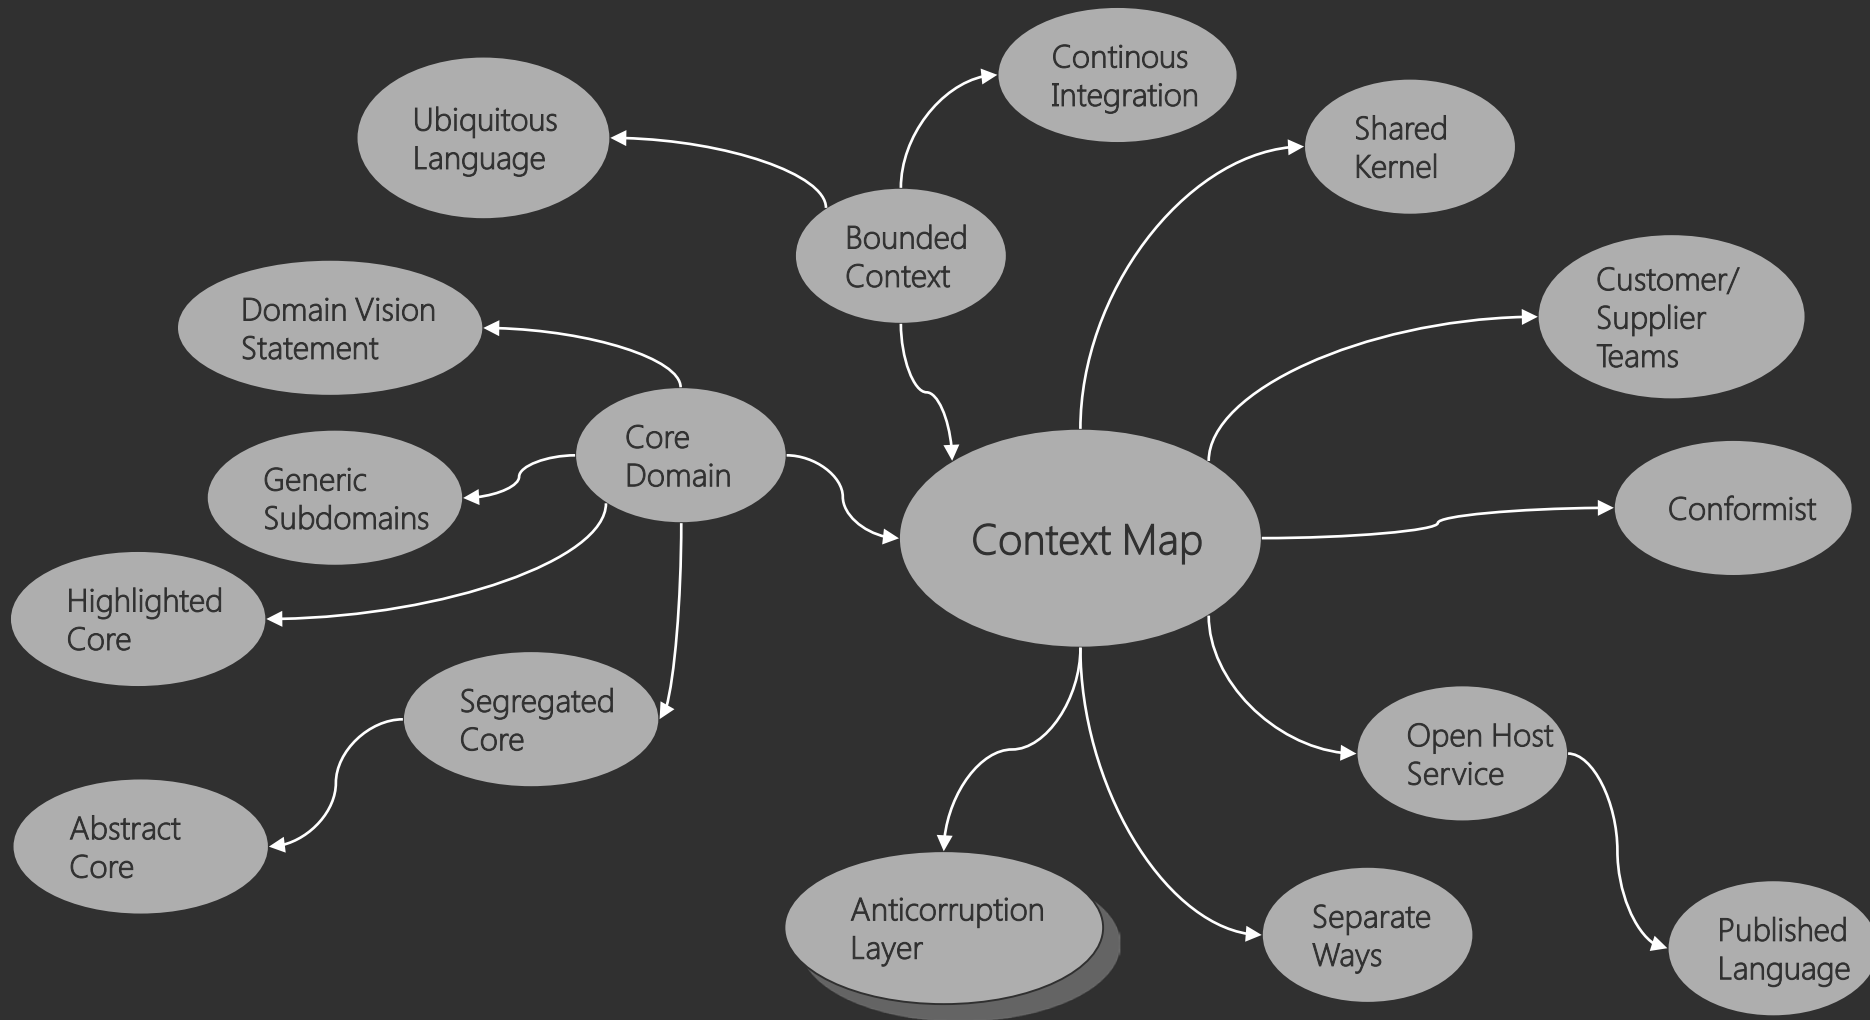 Continous
Integration
Ubiquitous
Language
Shared
Kernel
Bounded
Context
Customer/
Supplier
Teams
Domain Vision
Statement
Core
Domain
Generic
Subdomains
Conformist
Context Map
Highlighted
Core
Segregated
Core
Open Host
Service
Abstract
Core
Anticorruption
Layer
Separate
Ways
Published
Language